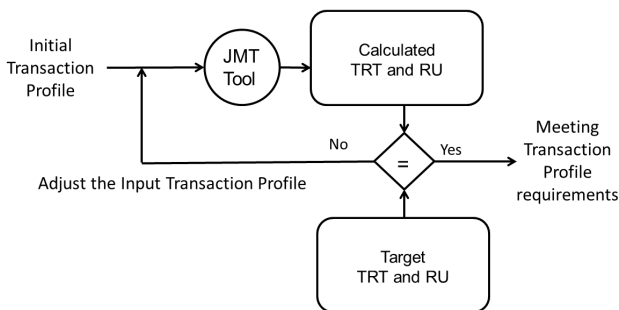 Initial
Transaction
Profile
JMT
Tool
Calculated
TRT and RU
No
=
Yes
Meeting
Transaction
Profile
requirements
Adjust the Input Transaction Profile
Target
TRT and RU